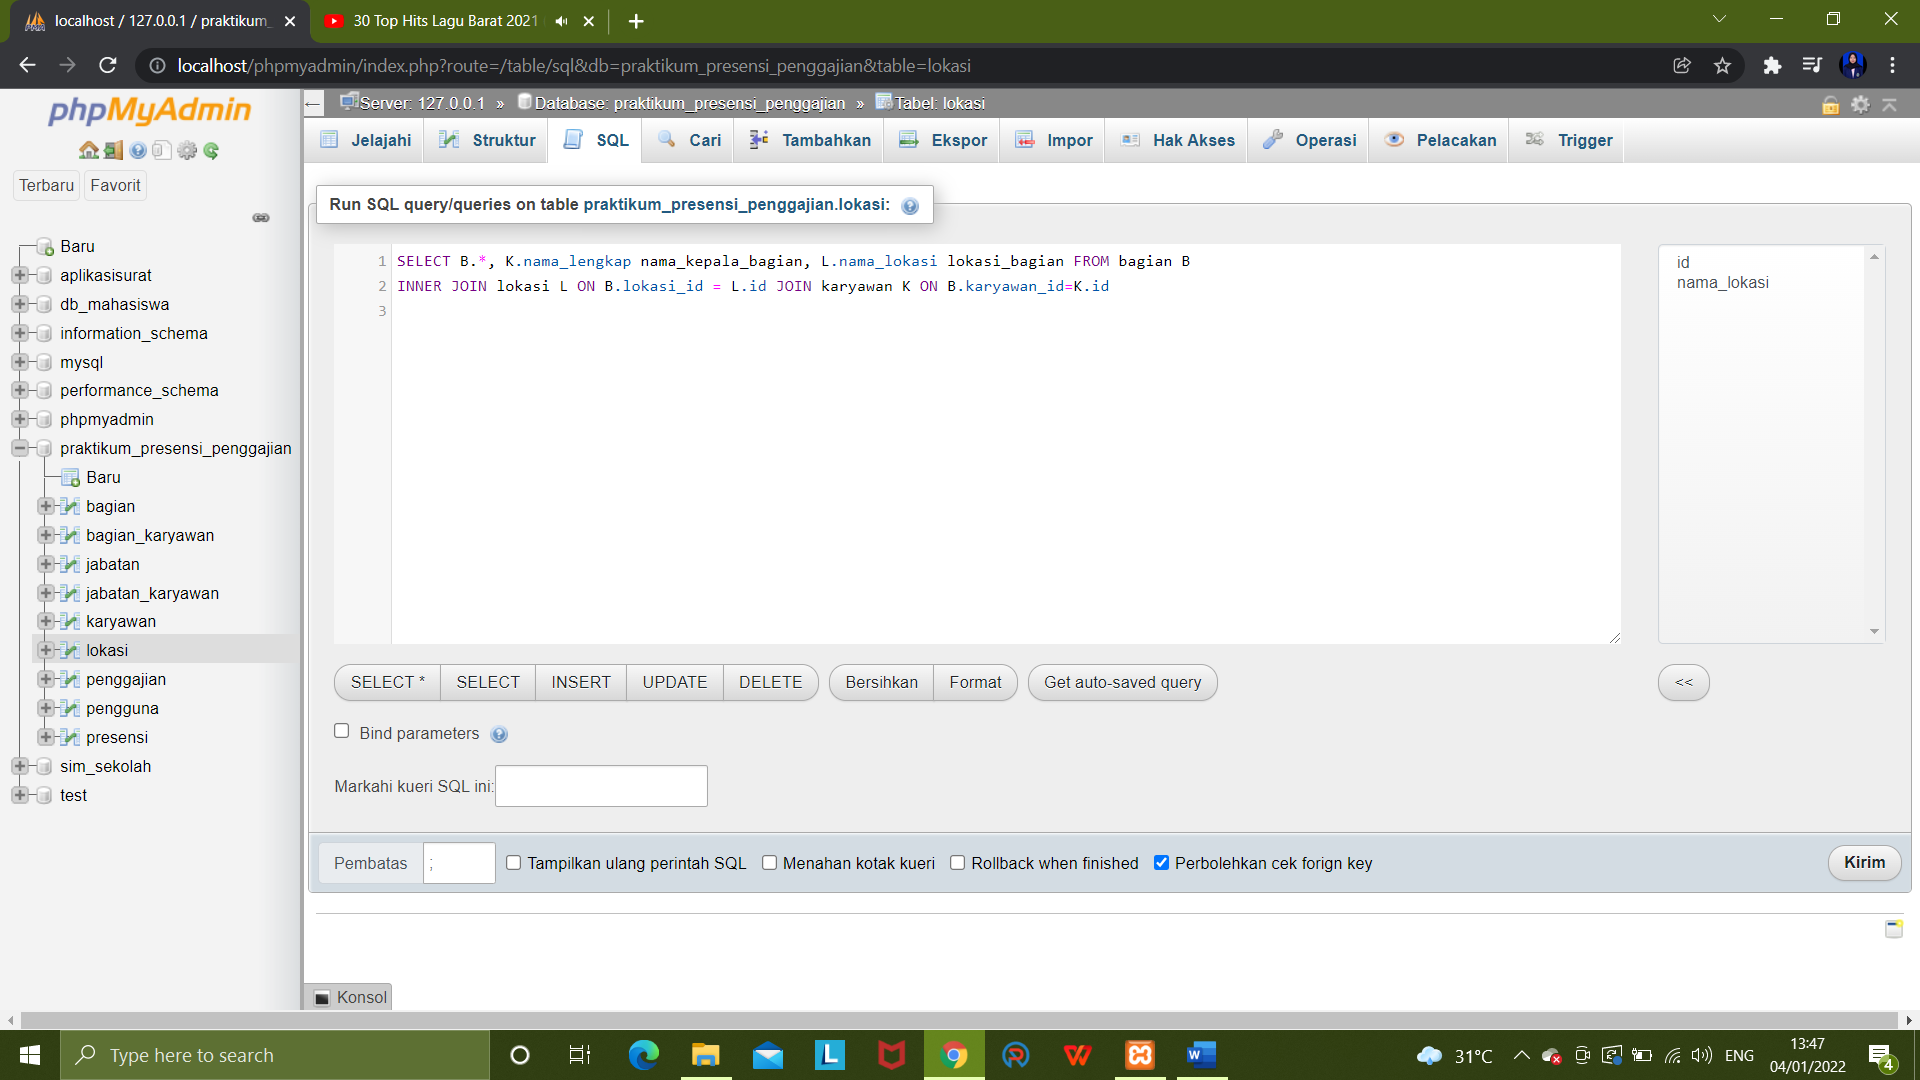 localhost / 127.0.0.1 / praktikum_
30 Top Hits Lagu Barat 2021
localhost/phpmyadmin/index.php?route=/table/sql&db=praktikum_presensi_penggajian&table=lokasi
phpMyAdmin
Terbaru Favorit
Baru
aplikasisurat
db_mahasiswa
information_schema
mysql
performance_schema
phpmyadmin
praktikum_presensi_penggajian
Baru
bagian
bagian_karyawan
jabatan
jabatan_karyawan
karyawan
lokasi
penggajian
pengguna
presensi
sim_sekolah
test
Server: 127.0.0.1 » Database: praktikum_presensi_penggajian » Tabel: lokasi
Jelajahi Struktur SQL Cari Tambahkan Ekspor Impor Hak Akses Operasi Pelacakan Trigger
Run SQL query/queries on table praktikum_presensi_penggajian.lokasi:
1 SELECT B.*, K.nama_lengkap nama_kepala_bagian, L.nama_lokasi lokasi_bagian FROM bagian B
2 INNER JOIN lokasi L ON B.lokasi_id = L.id JOIN karyawan K ON B.karyawan_id=K.id
3
id
nama_lokasi
SELECT * SELECT INSERT UPDATE DELETE Bersihkan Format Get auto-saved query <<
Bind parameters
Markahi kueri SQL ini:
Pembatas ; Tampilkan ulang perintah SQL Menahan kotak kueri Rollback when finished Perbolehkan cek forign key Kirim
Konsol
Type here to search
31°C ENG
13:47
04/01/2022
4